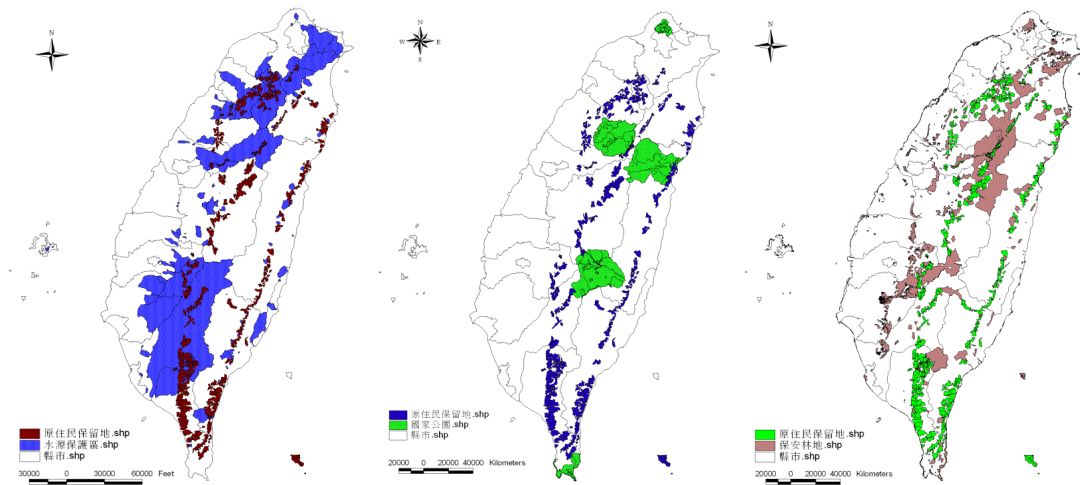 N
原住民保留地.shp
水源保護區.shp
縣市.shp
30000 0 30000 60000 Feet
N
W E
S
原住民保留地.shp
國家公園.shp
縣市.shp
20000 0 20000 40000 Kilometers
N
原住民保留地.shp
保安林地.shp
縣市.shp
20000 0 20000 40000 Kilometers